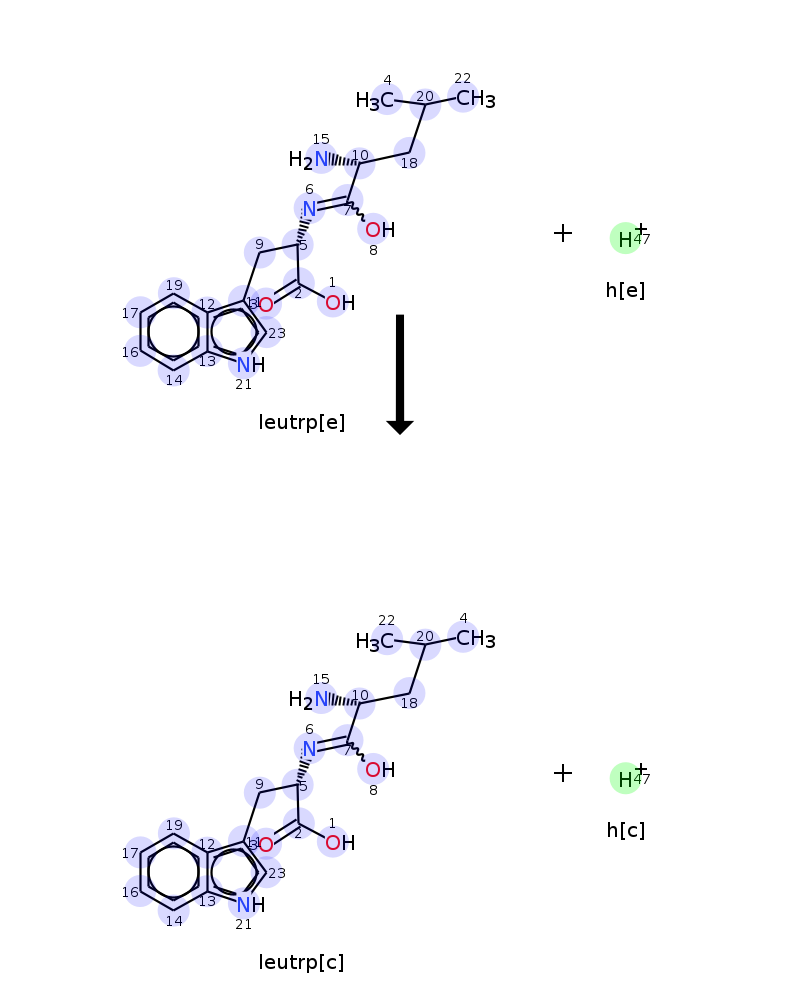 4 22
H₃C 20 CH₃
15
H₂N 10 18
6
N 7
OH
8
+ H⁺ 47
9 5
h[e]
19 2 1
12 11 3 O OH
17 23
16 13
14 NH
21
leutrp[e]
22 4
H₃C 20 CH₃
15
H₂N 10 18
6
N 7
OH
8
+ H⁺ 47
9 5
h[c]
19 2 1
12 11 3 O OH
17 23
16 13
14 NH
21
leutrp[c]